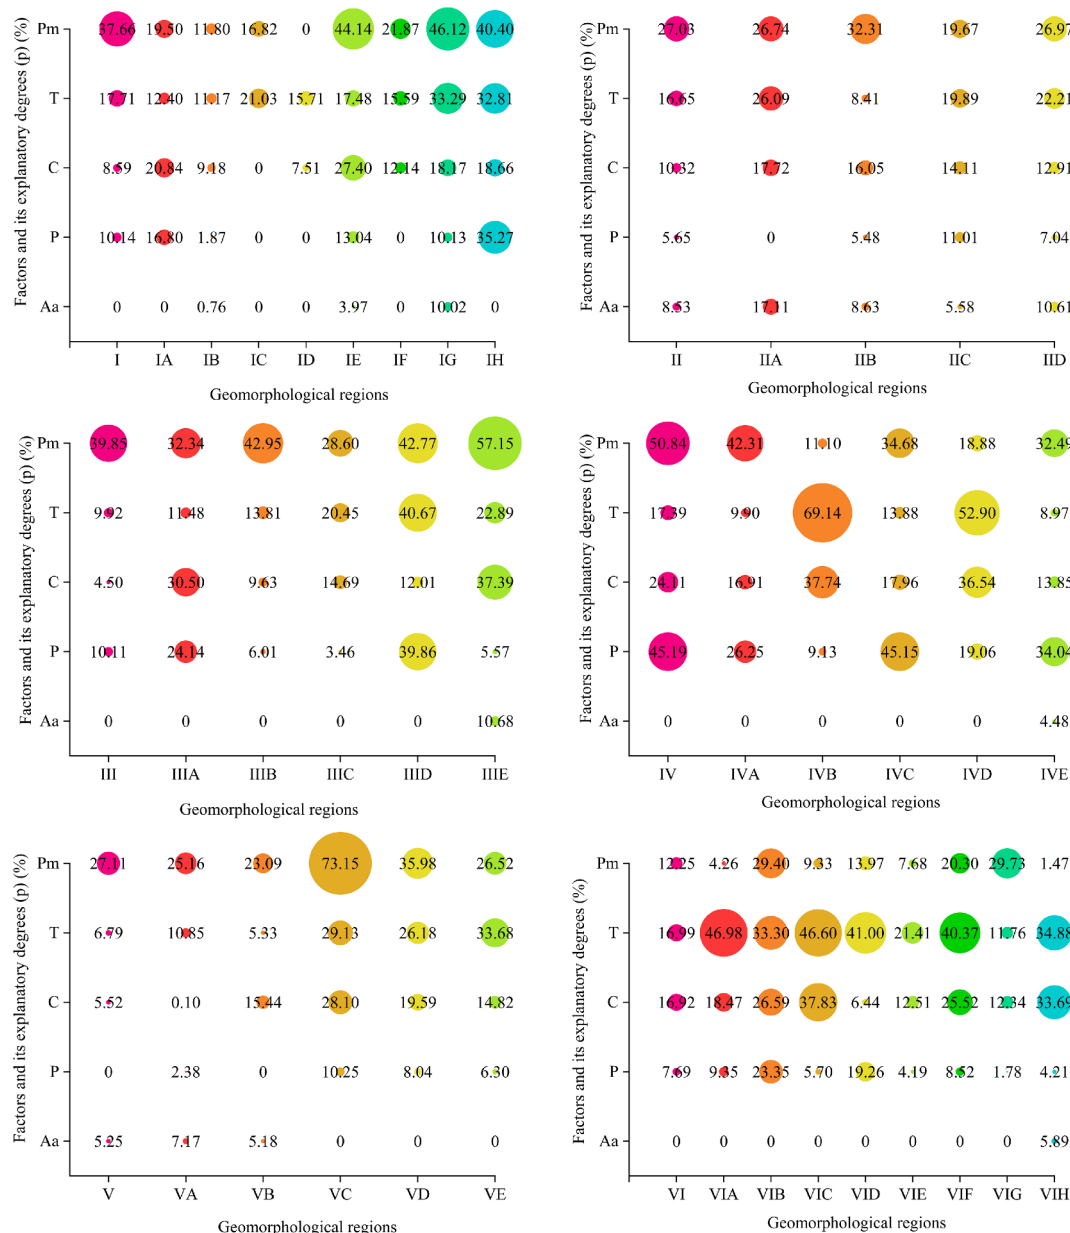 Factors and its explanatory degrees (p) (%)
Pm 37.66 19.50 11.80 16.82 0 44.14 21.87 46.12 40.40
T 17.71 12.40 11.17 21.03 15.71 17.48 15.59 33.29 32.81
C 8.59 20.84 9.18 0 7.51 27.40 12.14 18.17 18.66
P 10.14 16.80 1.87 0 0 13.04 0 10.13 35.27
Aa 0 0 0.76 0 0 3.97 0 10.02 0
I IA IB IC ID IE IF IG IH
Geomorphological regions
Factors and its explanatory degrees (p) (%)
Pm 27.03 26.74 32.31 19.67 26.97
T 16.65 26.09 8.41 19.89 22.21
C 10.32 17.72 16.05 14.11 12.91
P 5.65 0 5.48 11.01 7.04
Aa 8.53 17.11 8.63 5.58 10.61
II IIA IIB IIC IID
Geomorphological regions
Factors and its explanatory degrees (p) (%)
Pm 39.85 32.34 42.95 28.60 42.77 57.15
T 9.92 11.48 13.81 20.45 40.67 22.89
C 4.50 30.50 9.63 14.69 12.01 37.39
P 10.11 24.14 6.01 3.46 39.86 5.57
Aa 0 0 0 0 0 10.68
III IIIA IIIB IIIC IIID IIIE
Geomorphological regions
Factors and its explanatory degrees (p) (%)
Pm 50.84 42.31 11.10 34.68 18.88 32.49
T 17.39 9.90 69.14 13.88 52.90 8.97
C 24.11 16.91 37.74 17.96 36.54 13.85
P 45.19 26.25 9.13 45.15 19.06 34.04
Aa 0 0 0 0 0 4.48
IV IVA IVB IVC IVD IVE
Geomorphological regions
Factors and its explanatory degrees (p) (%)
Pm 27.11 25.16 23.09 73.15 35.98 26.52
T 6.79 10.85 5.33 29.13 26.18 33.68
C 5.52 0.10 15.44 28.10 19.59 14.82
P 0 2.38 0 10.25 8.04 6.30
Aa 5.25 7.17 5.18 0 0 0
V VA VB VC VD VE
Geomorphological regions
Factors and its explanatory degrees (%)
Pm 12.25 4.26 29.40 9.33 13.97 7.68 20.30 29.73 1.47
T 16.99 46.98 33.30 46.60 41.00 21.41 40.37 11.76 34.88
C 16.92 18.47 26.59 37.83 6.44 12.51 25.52 12.34 33.69
P 7.69 9.35 23.35 5.70 19.26 4.19 8.52 1.78 4.21
Aa 0 0 0 0 0 0 0 0 5.89
VI VIA VIB VIC VID VIE VIF VIG VIH
Geomorphological regions